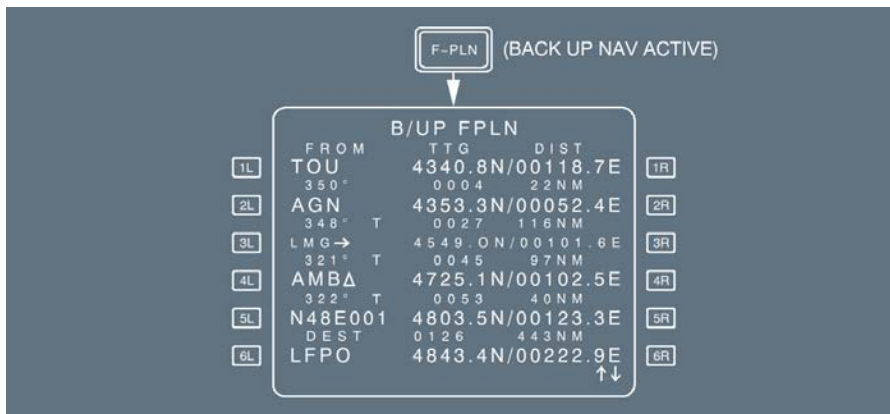 F-PLN (BACK UP NAV ACTIVE)
B/UP FPLN
FROM TTG DIST
1L TOU 4340.8N/00118.7E 1R
350° 0004 22NM
2L AGN 4353.3N/00052.4E 2R
348° T 0027 116NM
3L LMG→ 4549.0N/00101.6E 3R
321° T 0045 97NM
4L AMB∆ 4725.1N/00102.5E 4R
322° T 0053 40NM
5L N48E001 4803.5N/00123.3E 5R
DEST 0126 443NM
6L LFPO 4843.4N/00222.9E 6R
↑↓